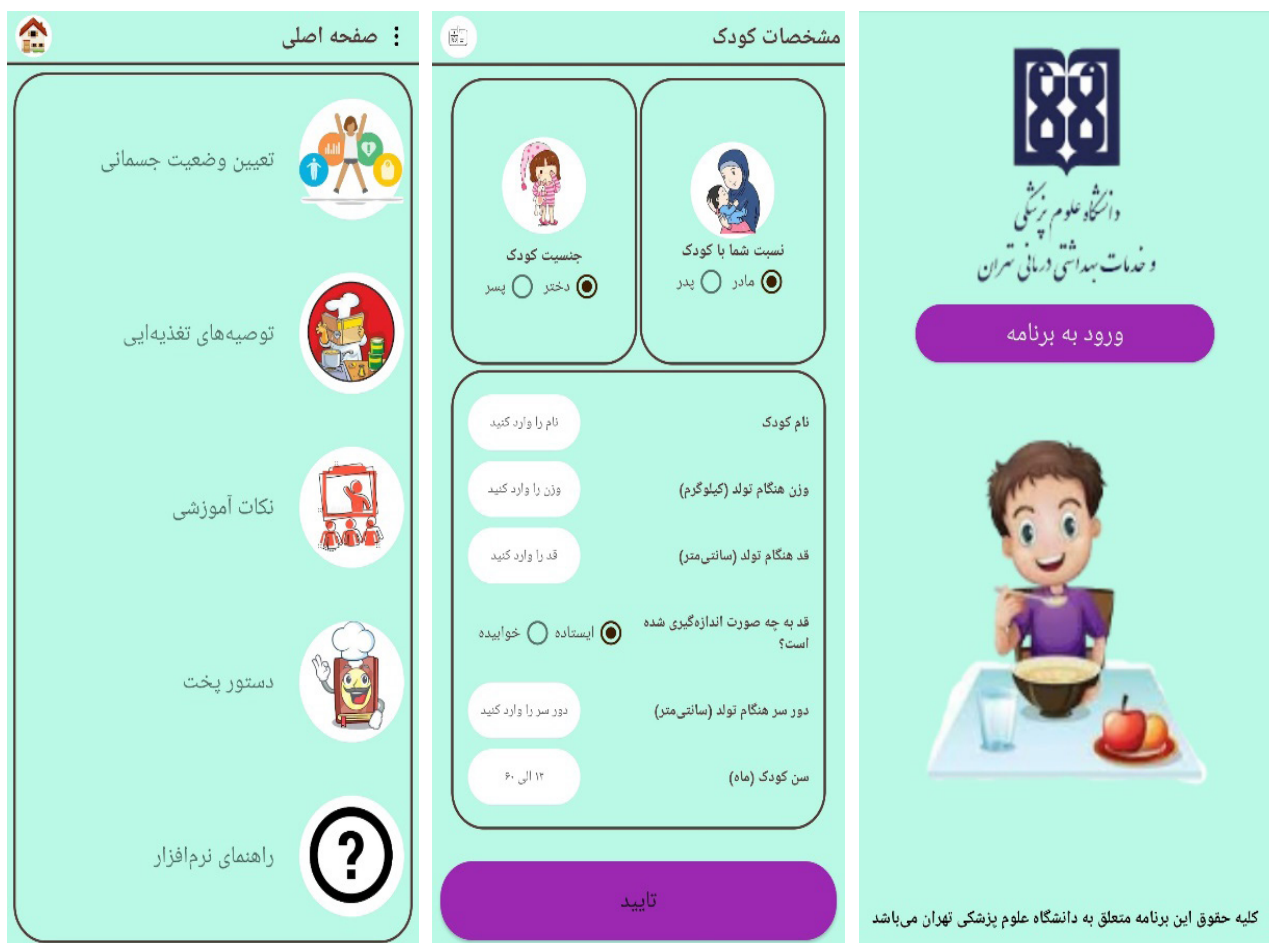 دانشگاه علوم پزشکی
و خدمات بهداشتی درمانی تهران
ورود به برنامه
کلیه حقوق این برنامه متعلق به دانشگاه علوم پزشکی تهران می‌باشد
مشخصات کودک
نسبت شما با کودک
مادر پدر
جنسیت کودک
دختر پسر
نام کودک
نام را وارد کنید
وزن هنگام تولد (کیلوگرم)
وزن را وارد کنید
قد هنگام تولد (سانتی‌متر)
قد را وارد کنید
قد به چه صورت اندازه‌گیری شده
است؟
ایستاده خوابیده
دور سر هنگام تولد (سانتی‌متر)
دور سر را وارد کنید
سن کودک (ماه)
۱۲ الی ۶۰
تایید
صفحه اصلی
تعیین وضعیت جسمانی
توصیه‌های تغذیه‌ایی
نکات آموزشی
دستور پخت
راهنمای نرم‌افزار
?